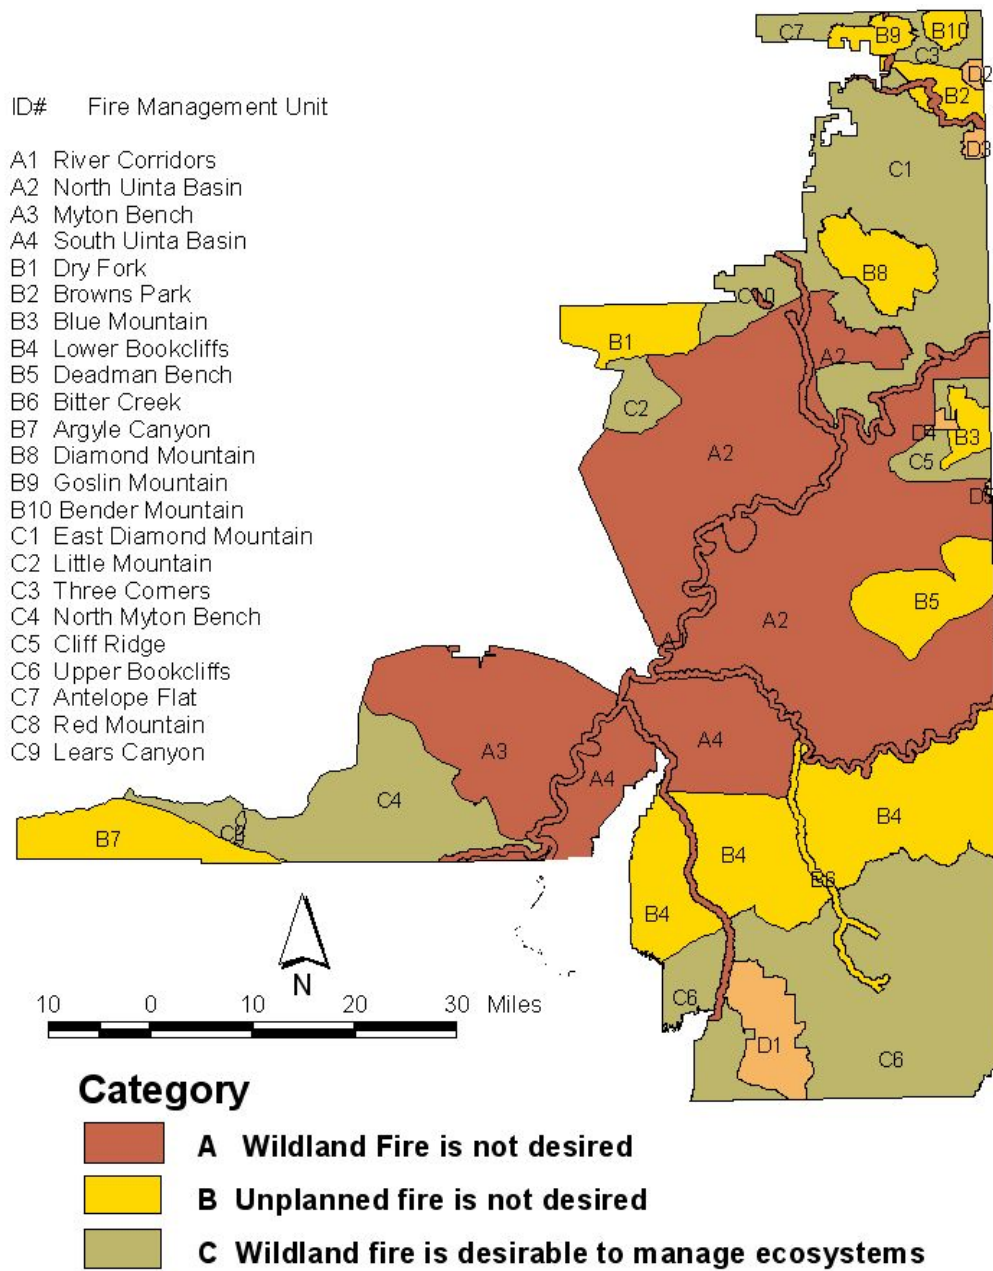 ID# Fire Management Unit
A1 River Corridors
A2 North Uinta Basin
A3 Myton Bench
A4 South Uinta Basin
B1 Dry Fork
B2 Browns Park
B3 Blue Mountain
B4 Lower Bookcliffs
B5 Deadman Bench
B6 Bitter Creek
B7 Argyle Canyon
B8 Diamond Mountain
B9 Goslin Mountain
B10 Bender Mountain
C1 East Diamond Mountain
C2 Little Mountain
C3 Three Corners
C4 North Myton Bench
C5 Cliff Ridge
C6 Upper Bookcliffs
C7 Antelope Flat
C8 Red Mountain
C9 Lears Canyon
C7
B9
B10
C3
D2
B2
D3
C1
B8
B1
A2
C2
A2
D4
B3
C5
B5
A2
A3
A4
A4
C4
B7
B4
B4
B6
B4
C6
D1
C6
N
10 0 10 20 30 Miles
Category
A Wildland Fire is not desired
B Unplanned fire is not desired
C Wildland fire is desirable to manage ecosystems